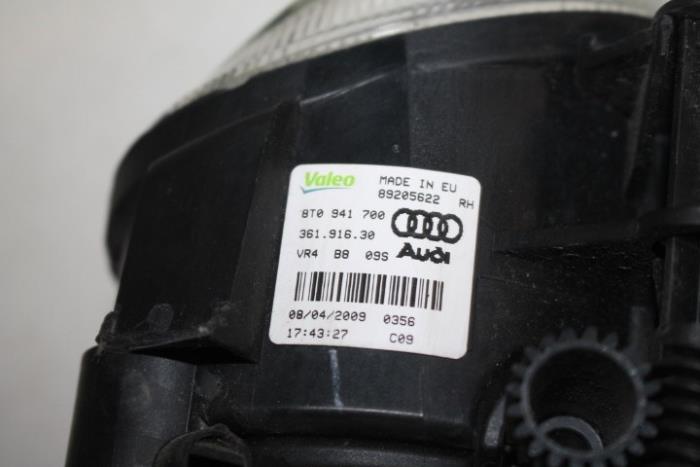 Valeo MADE IN EU
89205622 RH
8T0 941 700
361.916.30
VR4 B8 09S Audi
08/04/2009 0356
17:43:27 C09